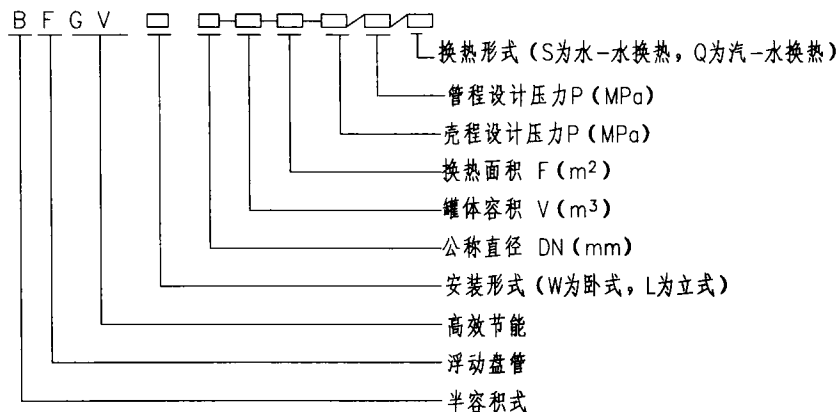 BFGV □ □-□-□-□/□/□
换热形式（S为水-水换热，Q为汽-水换热）
管程设计压力P（MPa）
壳程设计压力P（MPa）
换热面积 F（m²）
罐体容积 V（m³）
公称直径 DN（mm）
安装形式（W为卧式，L为立式）
高效节能
浮动盘管
半容积式